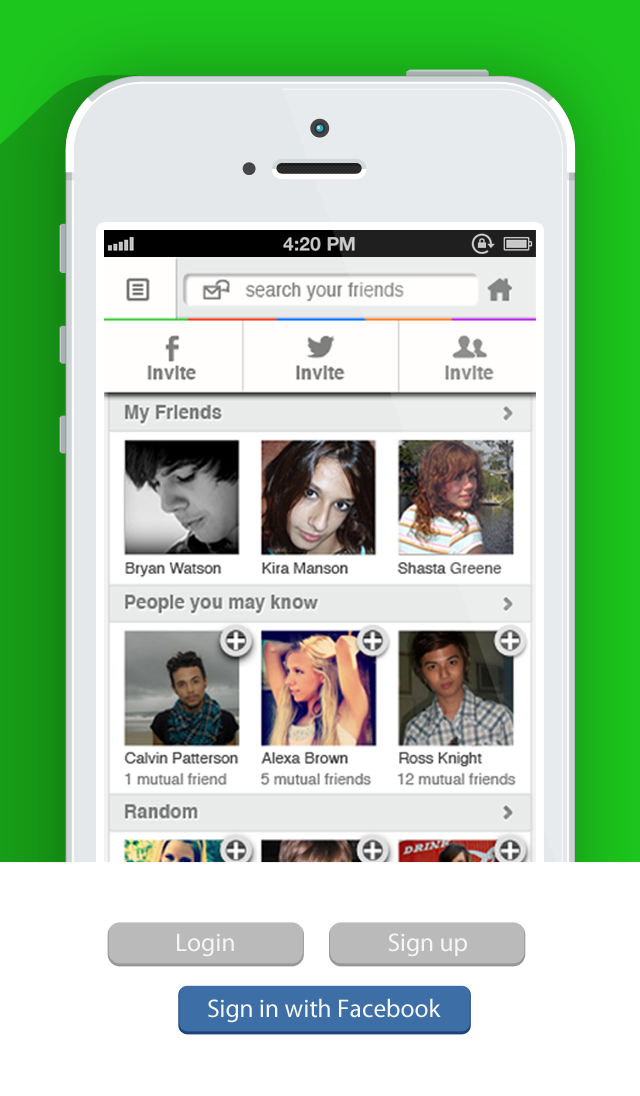 4:20 PM
search your friends
Invite Invite Invite
My Friends
Bryan Watson Kira Manson Shasta Greene
People you may know
Calvin Patterson Alexa Brown Ross Knight
1 mutual friend 5 mutual friends 12 mutual friends
Random
DRINK
Login Sign up
Sign in with Facebook